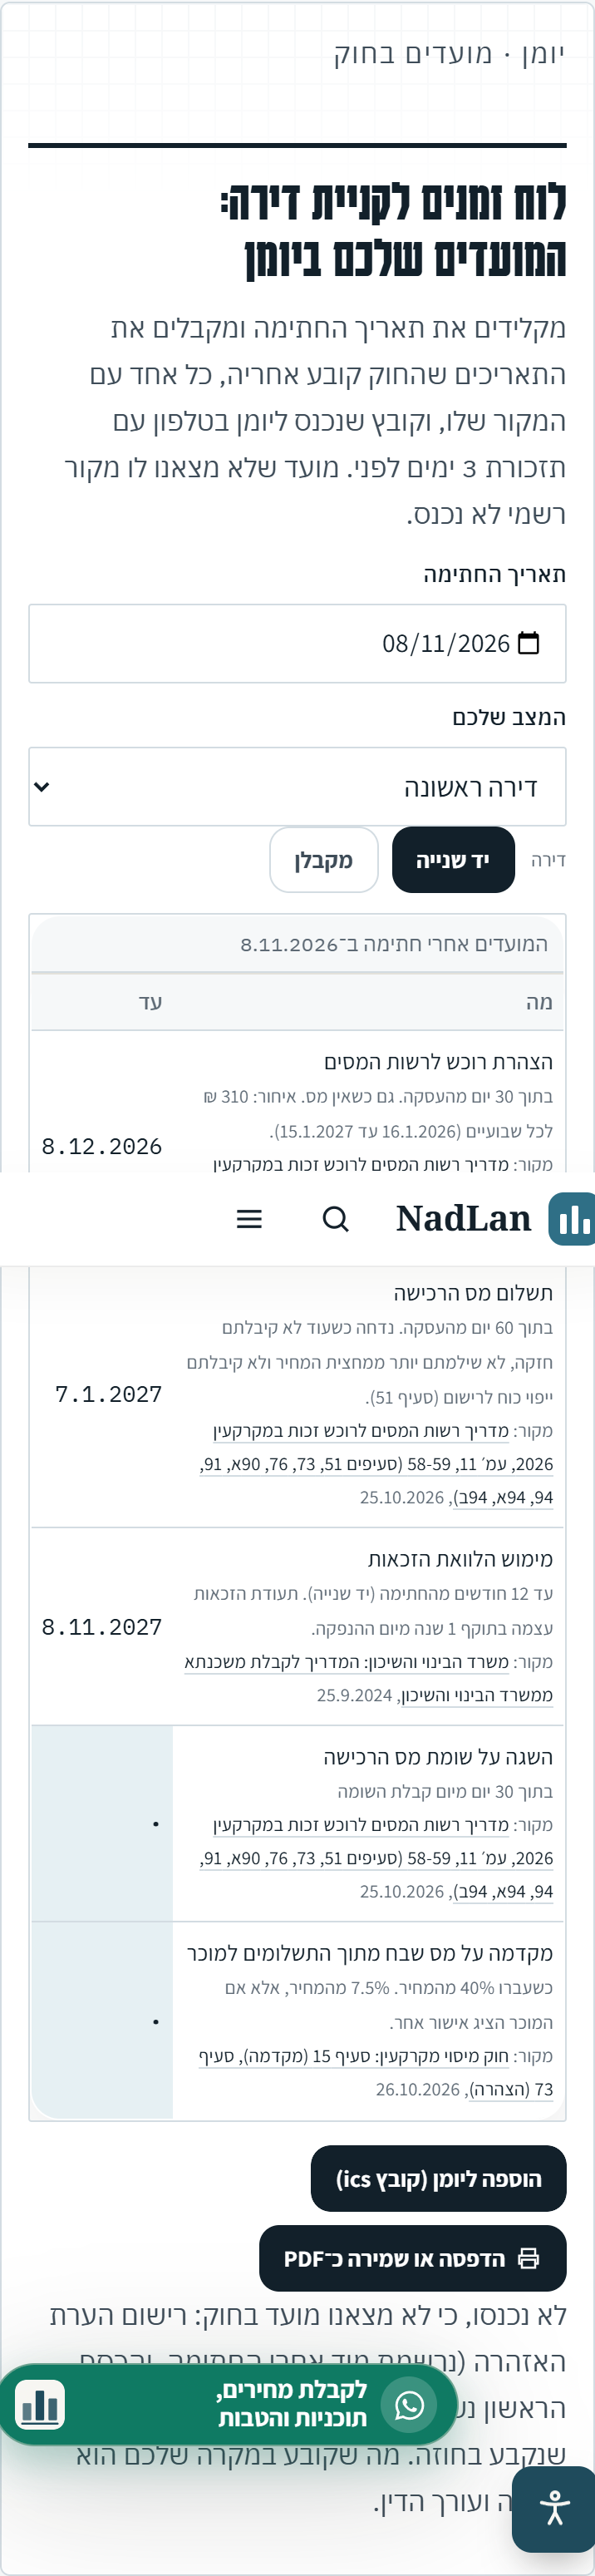 יומן · מועדים בחוק
לוח זמנים לקניית דירה:
המועדים שלכם ביומן
מקלידים את תאריך החתימה ומקבלים את
התאריכים שהחוק קובע אחריה, כל אחד עם
המקור שלו, וקובץ שנכנס ליומן בטלפון עם
תזכורת 3 ימים לפני. מועד שלא מצאנו לו מקור
רשמי לא נכנס.
תאריך החתימה
08/11/2026
המצב שלכם
דירה ראשונה
דירה
יד שנייה
מקבלן
המועדים אחרי חתימה ב־8.11.2026
מה
עד
הצהרת רוכש לרשות המסים
בתוך 30 יום מהעסקה. גם כשאין מס. איחור: 310 ₪
לכל שבועיים (16.1.2026 עד 15.1.2027).
8.12.2026
מקור: מדריך רשות המסים לרוכש זכות במקרקעין
NadLan
תשלום מס הרכישה
בתוך 60 יום מהעסקה. נדחה כשעוד לא קיבלתם
חזקה, לא שילמתם יותר ממחצית המחיר ולא קיבלתם
ייפוי כוח לרישום (סעיף 51).
7.1.2027
מקור: מדריך רשות המסים לרוכש זכות במקרקעין
2026, עמ׳ 11, 58-59 (סעיפים 51, 73, 76, 90א, 91,
94, 94א, 94ב), 25.10.2026
מימוש הלוואת הזכאות
עד 12 חודשים מהחתימה (יד שנייה). תעודת הזכאות
עצמה בתוקף 1 שנה מיום ההנפקה.
8.11.2027
מקור: משרד הבינוי והשיכון: המדריך לקבלת משכנתא
ממשרד הבינוי והשיכון, 25.9.2024
השגה על שומת מס הרכישה
בתוך 30 יום מיום קבלת השומה
מקור: מדריך רשות המסים לרוכש זכות במקרקעין
2026, עמ׳ 11, 58-59 (סעיפים 51, 73, 76, 90א, 91,
94, 94א, 94ב), 25.10.2026
·
מקדמה על מס שבח מתוך התשלומים למוכר
כשעברו 40% מהמחיר. 7.5% מהמחיר, אלא אם
המוכר הציג אישור אחר.
·
מקור: חוק מיסוי מקרקעין: סעיף 15 (מקדמה), סעיף
73 (הצהרה), 26.10.2026
הוספה ליומן (קובץ ics)
הדפסה או שמירה כ־PDF
לא נכנסו, כי לא מצאנו מועד בחוק: רישום הערת
האזהרה (נרשמת מיד אחרי החתימה, והכסף
הראשון
לקבלת מחירים,
תוכניות והטבות
שנקבע בחוזה. מה שקובע במקרה שלכם הוא
ועורך הדין.